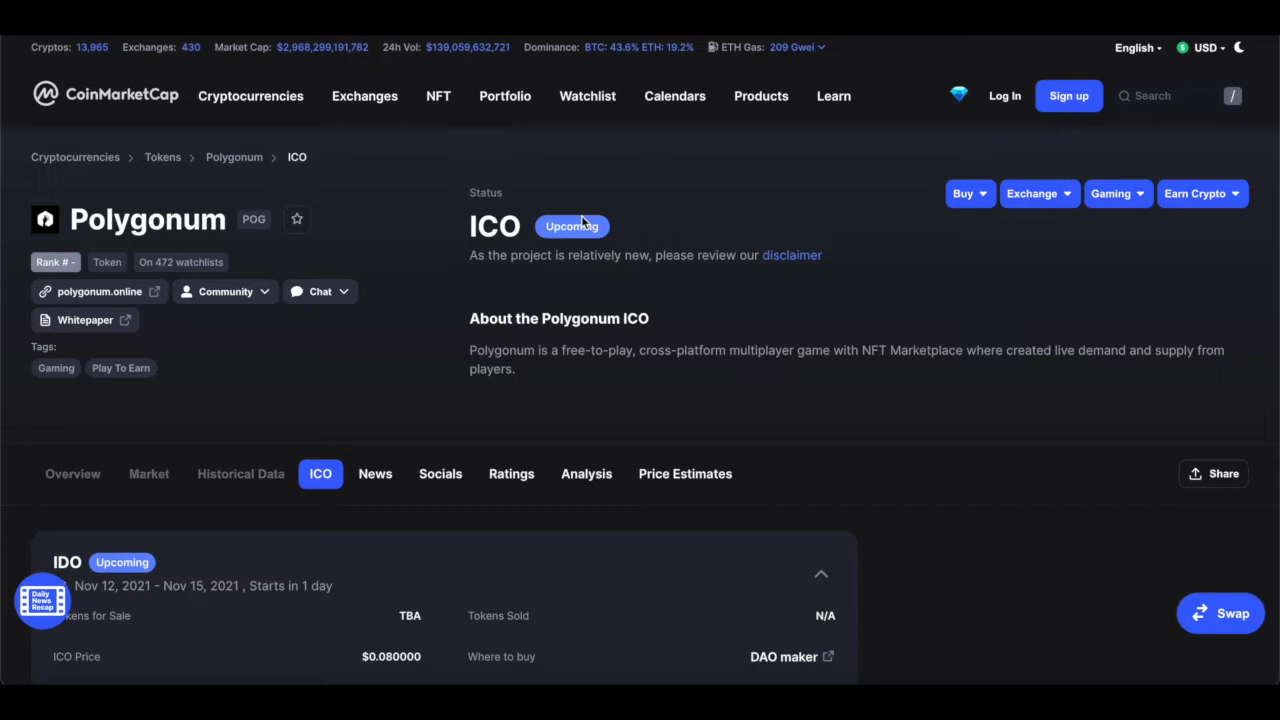 Cryptos: 13,965 Exchanges: 430 Market Cap: $2,968,299,191,782 24h Vol: $139,059,632,721 Dominance: BTC: 43.6% ETH: 19.2% ETH Gas: 209 Gwei English USD
CoinMarketCap Cryptocurrencies Exchanges NFT Portfolio Watchlist Calendars Products Learn Log In Sign up Search /
Cryptocurrencies > Tokens > Polygonum > ICO
Polygonum POG
Rank # - Token On 472 watchlists
polygonum.online Community Chat
Whitepaper
Tags:
Gaming Play To Earn
Status
ICO Upcoming
As the project is relatively new, please review our disclaimer
Buy Exchange Gaming Earn Crypto
About the Polygonum ICO
Polygonum is a free-to-play, cross-platform multiplayer game with NFT Marketplace where created live demand and supply from
players.
Overview Market Historical Data ICO News Socials Ratings Analysis Price Estimates Share
IDO Upcoming
Nov 12, 2021 - Nov 15, 2021 , Starts in 1 day
Daily
News
Recap
kens for Sale TBA Tokens Sold N/A
ICO Price $0.080000 Where to buy DAO maker
Swap